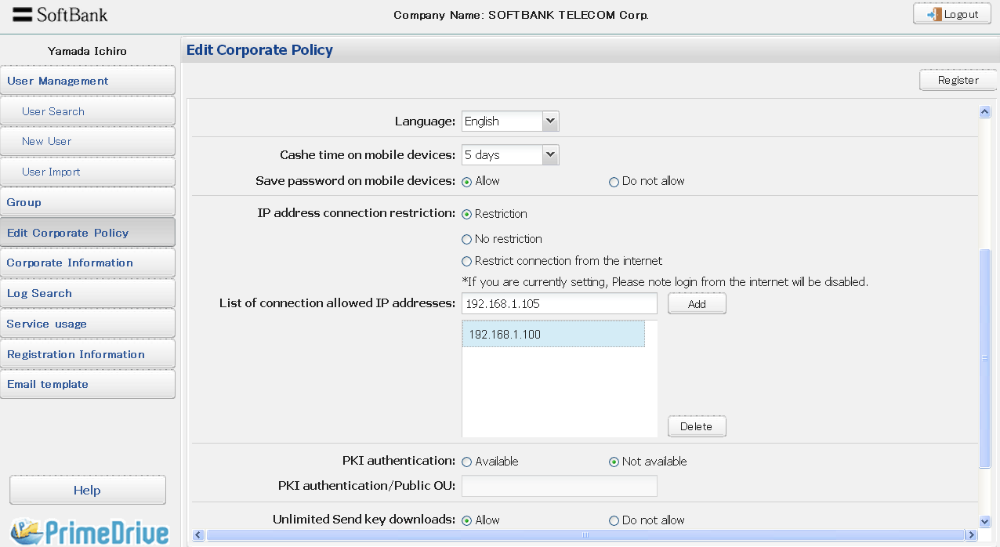 SoftBank
Company Name: SOFTBANK TELECOM Corp.
Logout
Yamada Ichiro
Edit Corporate Policy
User Management
Register
User Search
New User
User Import
Group
Edit Corporate Policy
Corporate Information
Log Search
Service usage
Registration Information
Email template
Help
PrimeDrive
Language: English
Cashe time on mobile devices: 5 days
Save password on mobile devices: Allow Do not allow
IP address connection restriction: Restriction
No restriction
Restrict connection from the internet
*If you are currently setting, Please note login from the internet will be disabled.
List of connection allowed IP addresses: 192.168.1.105 Add
192.168.1.100
Delete
PKI authentication: Available Not available
PKI authentication/Public OU:
Unlimited Send key downloads: Allow Do not allow